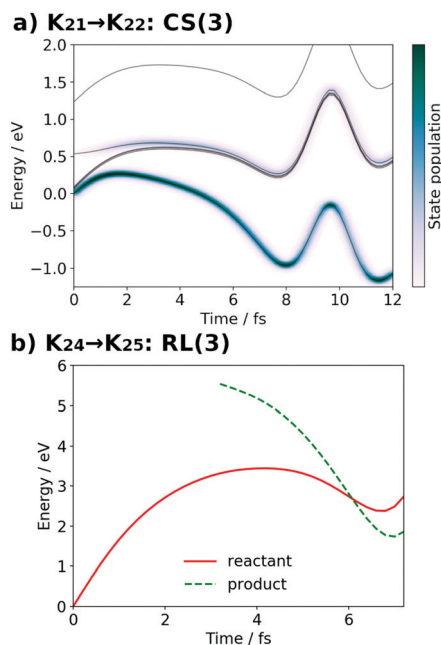 a) K₂₁→K₂₂: CS(3)
2.0
1.5
1.0
0.5
0.0
−0.5
−1.0
Energy / eV
0 2 4 6 8 10 12
Time / fs
State population
b) K₂₄→K₂₅: RL(3)
6
5
4
3
2
1
0
Energy / eV
reactant
product
0 2 4 6
Time / fs